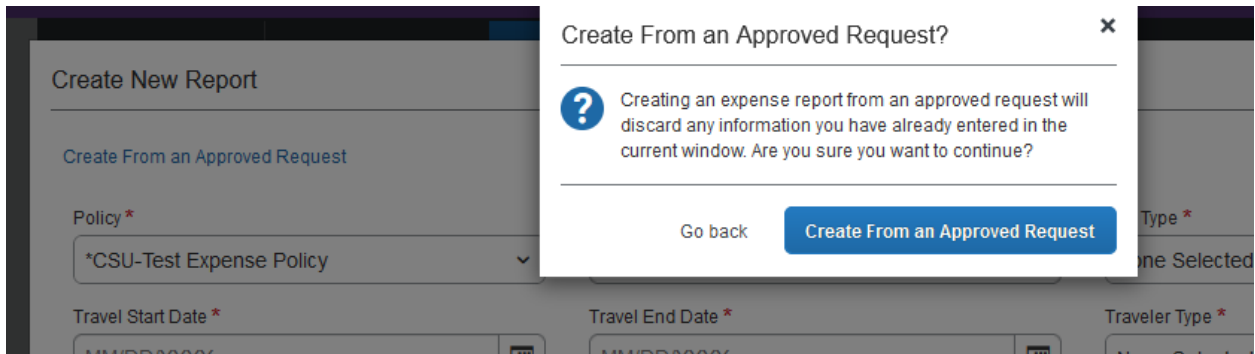 Create From an Approved Request?
Creating an expense report from an approved request will
discard any information you have already entered in the
current window. Are you sure you want to continue?
Go back
Create From an Approved Request
Create New Report
Create From an Approved Request
Policy *
Type *
*CSU-Test Expense Policy
Selected
Travel Start Date *
Travel End Date *
Traveler Type *